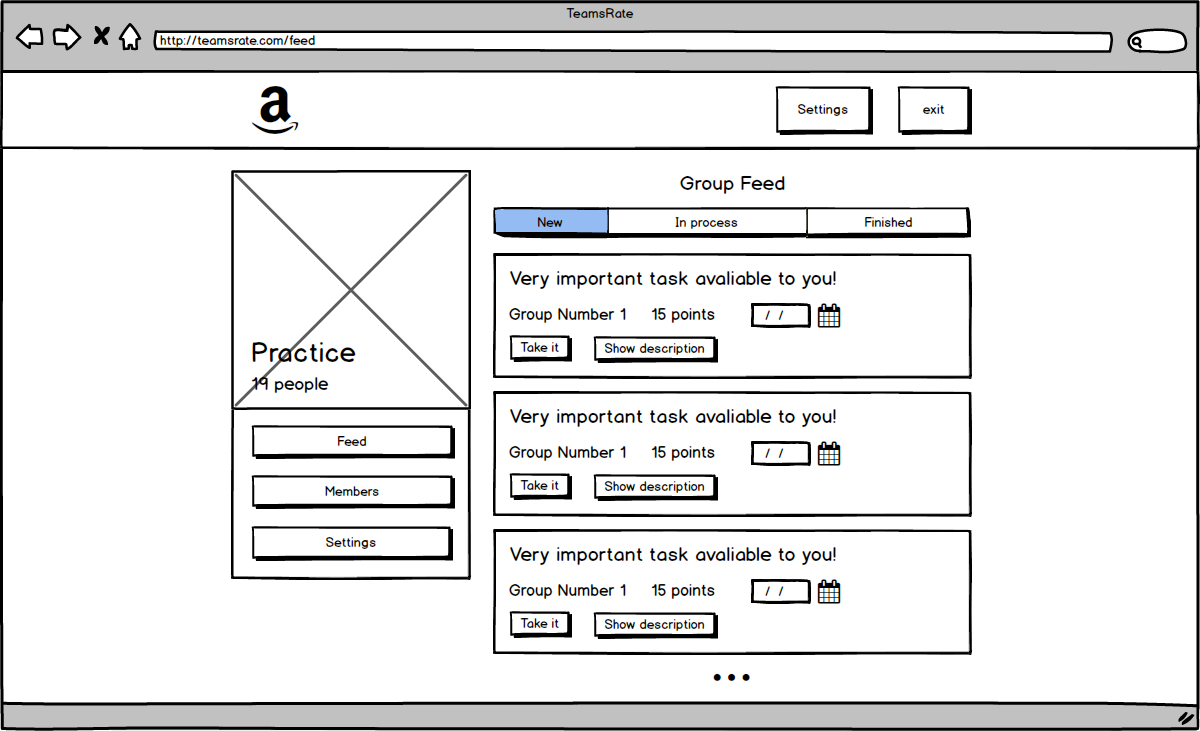 TeamsRate
http://teamsrate.com/feed
a
Settings exit
Practice
19 people
Feed
Members
Settings
Group Feed
New In process Finished
Very important task avaliable to you!
Group Number 1 15 points / /
Take it Show description
Very important task avaliable to you!
Group Number 1 15 points / /
Take it Show description
Very important task avaliable to you!
Group Number 1 15 points / /
Take it Show description